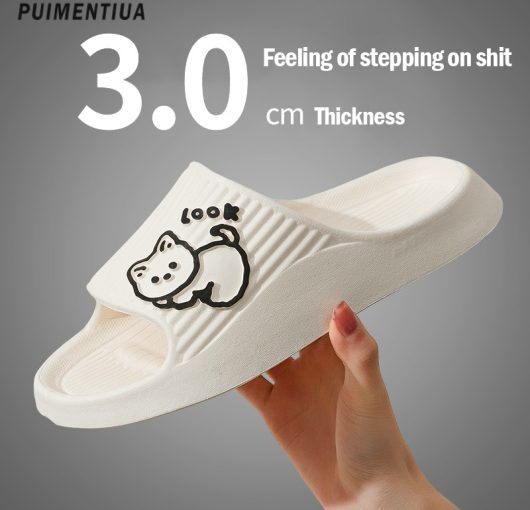 PUIMENTIUA
3.0
Feeling of stepping on shit
cm Thickness
LOOK